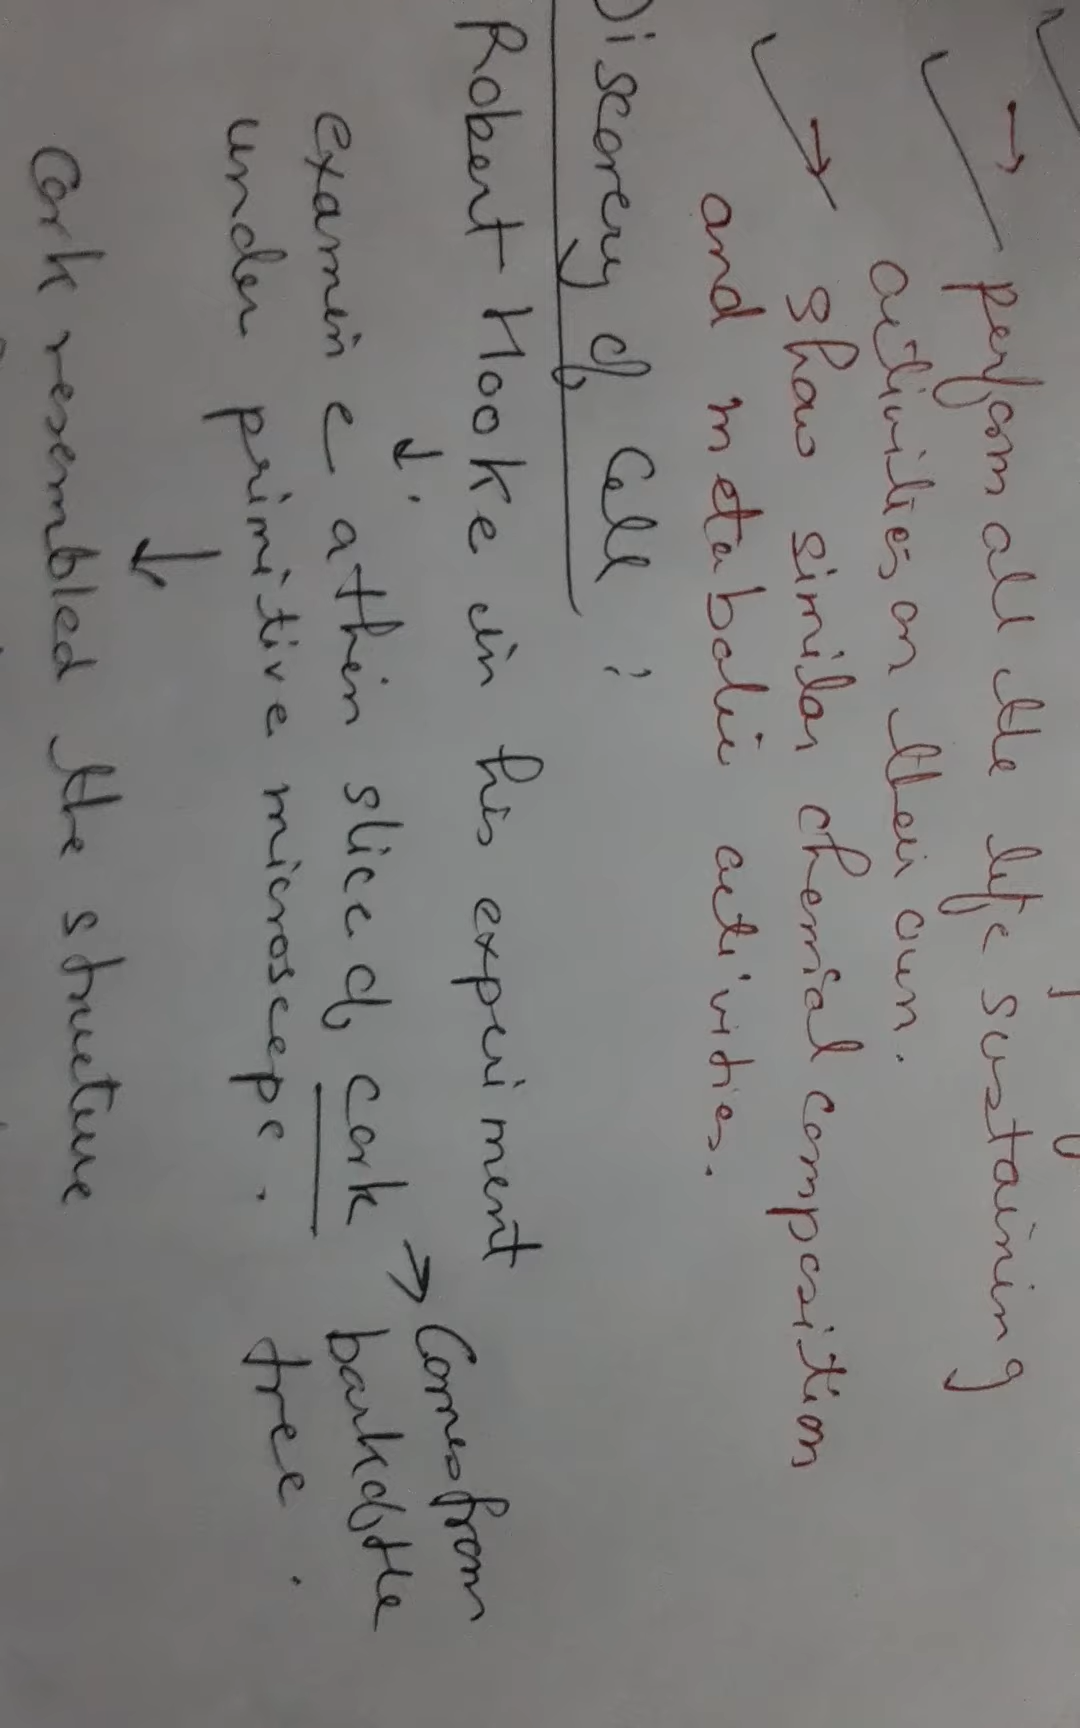 → perform all the life sustaining
activities on their own.
→ show similar chemical composition
and metabolic activities.
Discovery of Cell :
Robert Hooke in his experiment
↓
examine a thin slice of cork → Comes from
bark of the
tree.
under primitive microscope.
↓
Cork resembled the structure